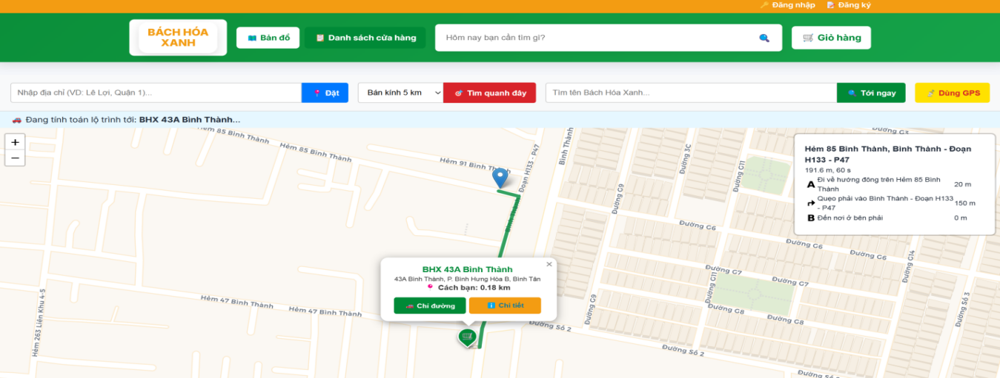 Đăng nhập
Đăng ký
BÁCH HÓA
XANH
Bản đồ
Danh sách cửa hàng
Hôm nay bạn cần tìm gì?
Giỏ hàng
Nhập địa chỉ (VD: Lê Lợi, Quận 1)...
Đặt
Bán kính 5 km
Tìm quanh đây
Tìm tên Bách Hóa Xanh...
Tới ngay
Dùng GPS
Đang tính toán lộ trình tới: BHX 43A Bình Thành...
+
−
Hẻm 85 Bình Thành, Bình Thành - Đoạn
H133 - P47
191.6 m, 60 s
A Đi về hướng đông trên Hẻm 85 Bình
Thành
20 m
Quẹo phải vào Bình Thành - Đoạn H133
- P47
150 m
B Đến nơi ở bên phải
0 m
Hẻm 85 Bình Thành
Hẻm 85 Bình Thành
Hẻm 91 Bình Thành
Đoạn H133 - P47
Bình Thành
Bình Thành
Đường 3C
Đường C3
Đường C11
Đường C9
Đường C6
Đường C6
Đường C6
Đường C7
Đường C7
Đường C11
Đường C14
Đường C8
Đường C8
Đường C9
Đường Số 2
Đường Số 2
Đường Số 3
Hẻm 47 Bình Thành
Hẻm 47 Bình Thành
Hẻm 263 Liên Khu 4-5
BHX 43A Bình Thành
×
43A Bình Thành, P. Bình Hưng Hòa B, Bình Tân
Cách bạn: 0.18 km
Chỉ đường
Chi tiết